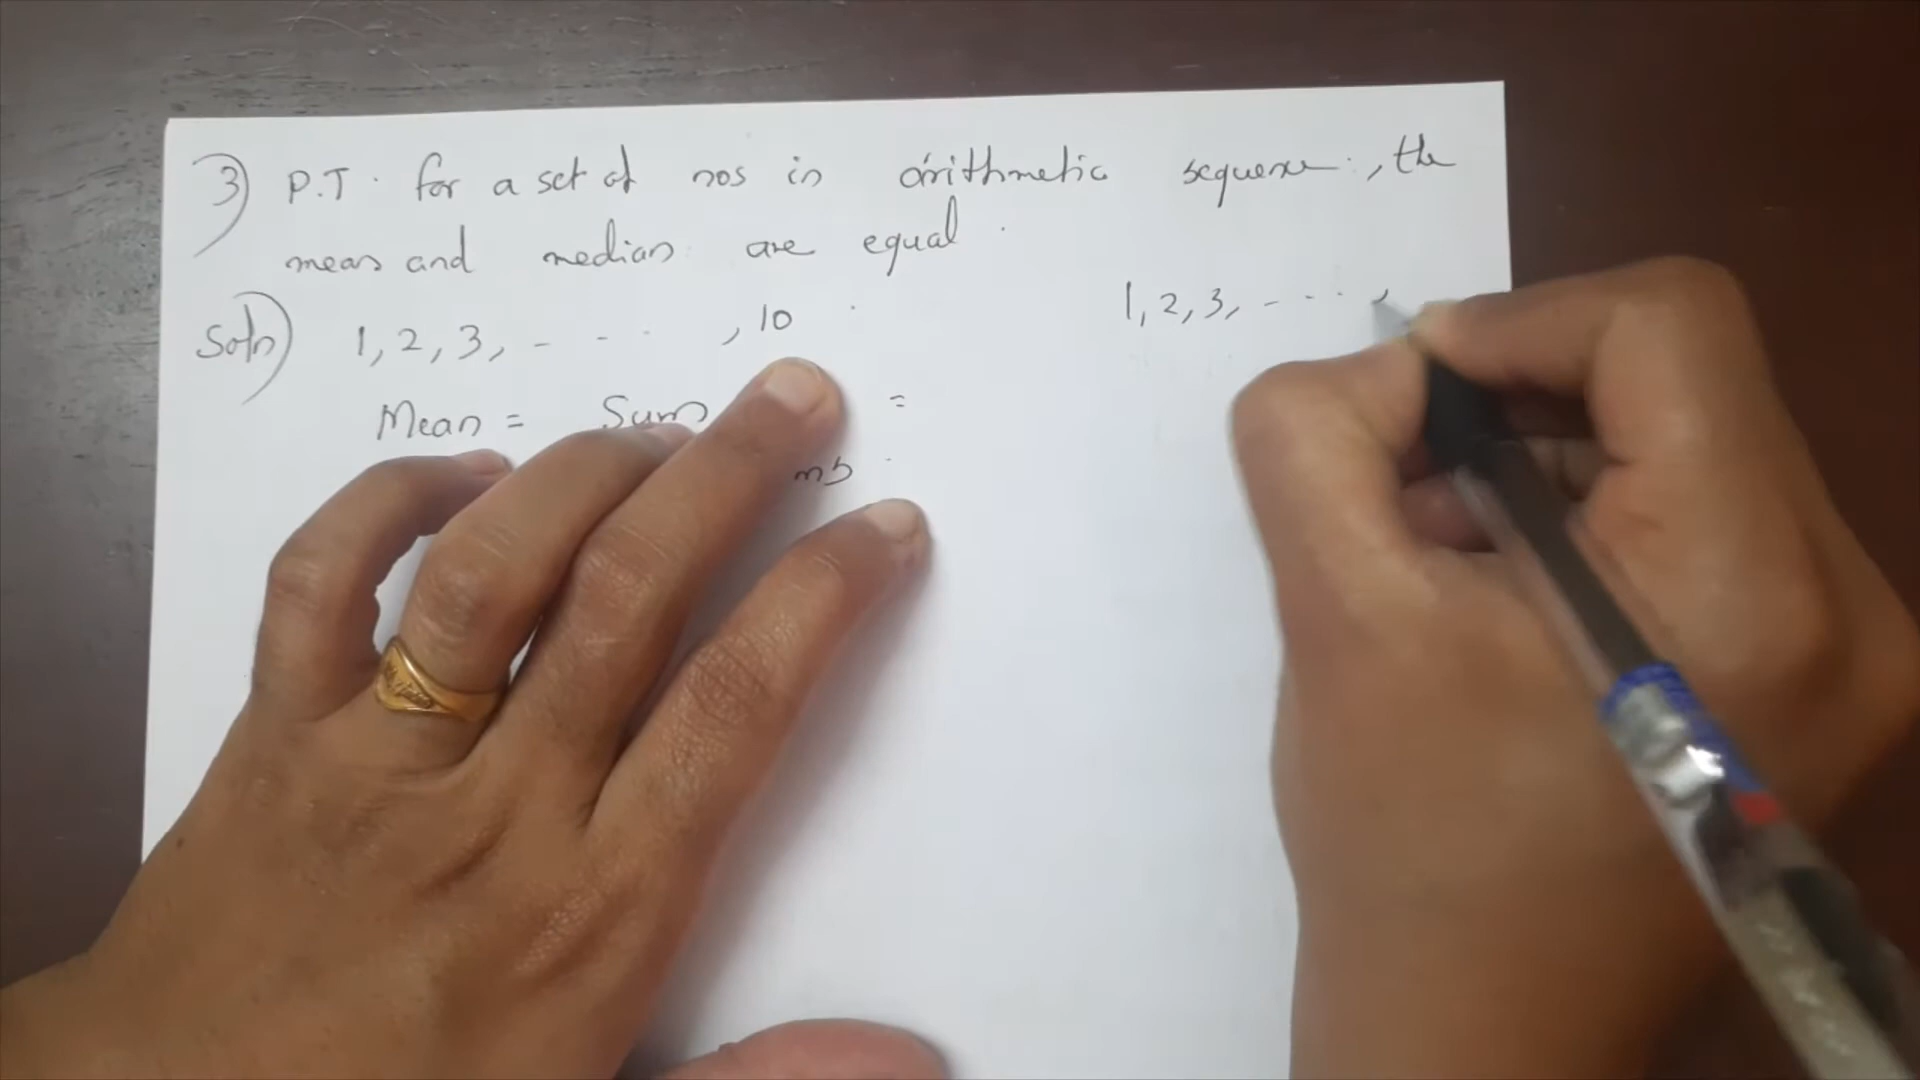 3) P.T. for a set of nos in arithmetic sequence, the
mean and median are equal.
Soln) 1, 2, 3, - - - , 10
1, 2, 3, - - - ,
Mean = Sum =